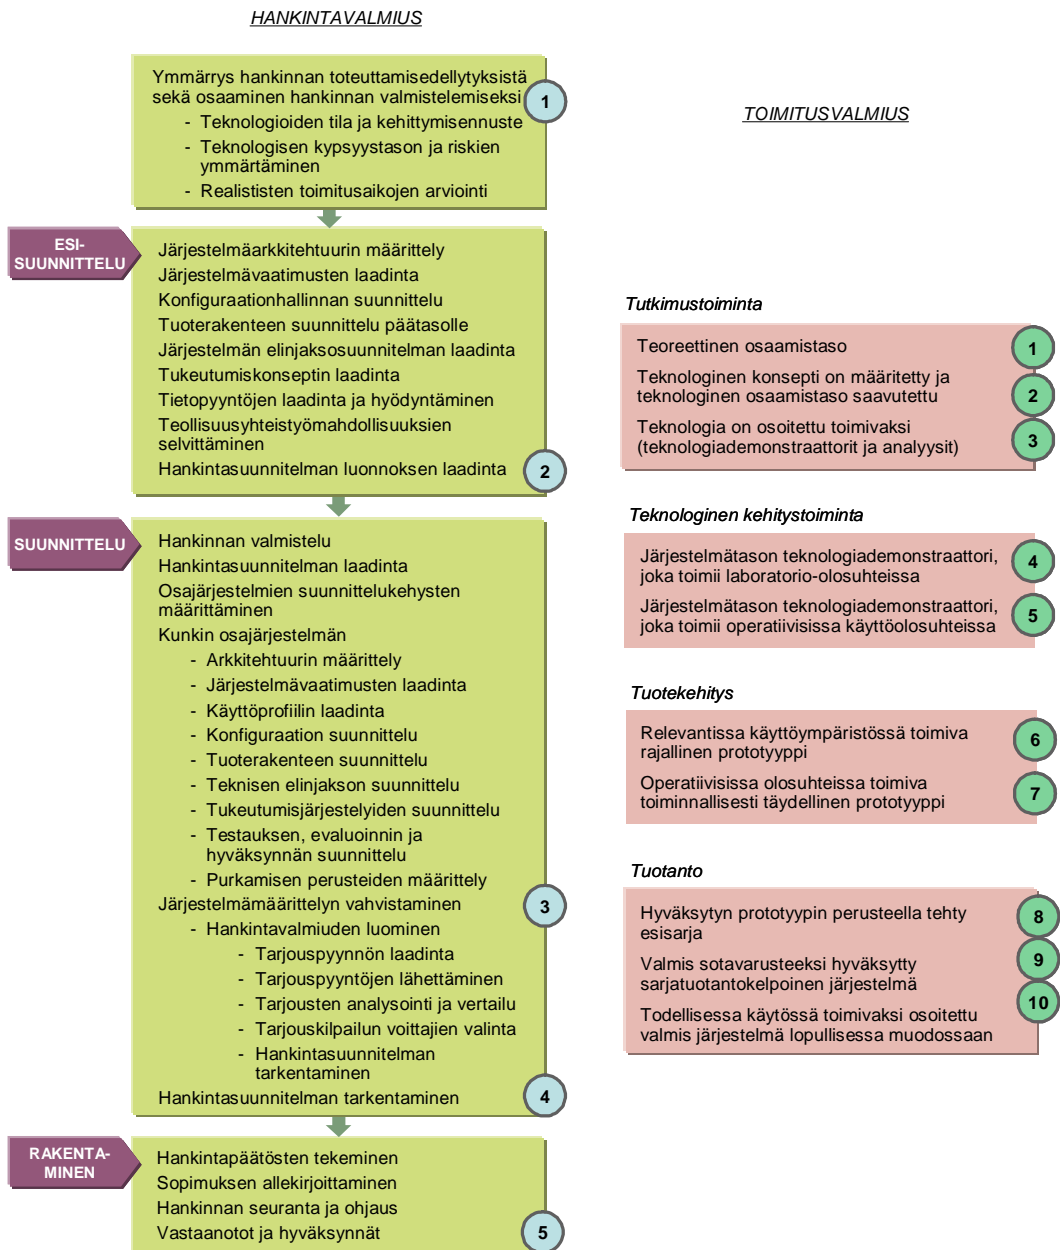 HANKINTAVALMIUS
Ymmärrys hankinnan toteuttamisedellytyksistä
sekä osaaminen hankinnan valmistelemiseksi
1
- Teknologioiden tila ja kehittymisennuste
- Teknologisen kypsyystason ja riskien
ymmärtäminen
- Realististen toimitusaikojen arviointi
ESI-
SUUNNITTELU
Järjestelmäarkkitehtuurin määrittely
Järjestelmävaatimusten laadinta
Konfiguraationhallinnan suunnittelu
Tuoterakenteen suunnittelu päätasolle
Järjestelmän elinjaksosuunnitelman laadinta
Tukeutumiskonseptin laadinta
Tietopyyntöjen laadinta ja hyödyntäminen
Teollisuusyhteistyömahdollisuuksien
selvittäminen
Hankintasuunnitelman luonnoksen laadinta
2
SUUNNITTELU
Hankinnan valmistelu
Hankintasuunnitelman laadinta
Osajärjestelmien suunnittelukehysten
määrittäminen
Kunkin osajärjestelmän
- Arkkitehtuurin määrittely
- Järjestelmävaatimusten laadinta
- Käyttöprofiilin laadinta
- Konfiguraation suunnittelu
- Tuoterakenteen suunnittelu
- Teknisen elinjakson suunnittelu
- Tukeutumisjärjestelyiden suunnittelu
- Testauksen, evaluoinnin ja
hyväksynnän suunnittelu
- Purkamisen perusteiden määrittely
Järjestelmämäärittelyn vahvistaminen
3
- Hankintavalmiuden luominen
- Tarjouspyynnön laadinta
- Tarjouspyyntöjen lähettäminen
- Tarjousten analysointi ja vertailu
- Tarjouskilpailun voittajien valinta
- Hankintasuunnitelman
tarkentaminen
Hankintasuunnitelman tarkentaminen
4
RAKENTA-
MINEN
Hankintapäätösten tekeminen
Sopimuksen allekirjoittaminen
Hankinnan seuranta ja ohjaus
Vastaanotot ja hyväksynnät
5
TOIMITUSVALMIUS
Tutkimustoiminta
Teoreettinen osaamistaso
1
Teknologinen konsepti on määritetty ja
teknologinen osaamistaso saavutettu
2
Teknologia on osoitettu toimivaksi
(teknologiademonstraattorit ja analyysit)
3
Teknologinen kehitystoiminta
Järjestelmätason teknologiademonstraattori,
joka toimii laboratorio-olosuhteissa
4
Järjestelmätason teknologiademonstraattori,
joka toimii operatiivisissa käyttöolosuhteissa
5
Tuotekehitys
Relevantissa käyttöympäristössä toimiva
rajallinen prototyyppi
6
Operatiivisissa olosuhteissa toimiva
toiminnallisesti täydellinen prototyyppi
7
Tuotanto
Hyväksytyn prototyypin perusteella tehty
esisarja
8
Valmis sotavarusteeksi hyväksytty
sarjatuotantokelpoinen järjestelmä
9
Todellisessa käytössä toimivaksi osoitettu
valmis järjestelmä lopullisessa muodossaan
10